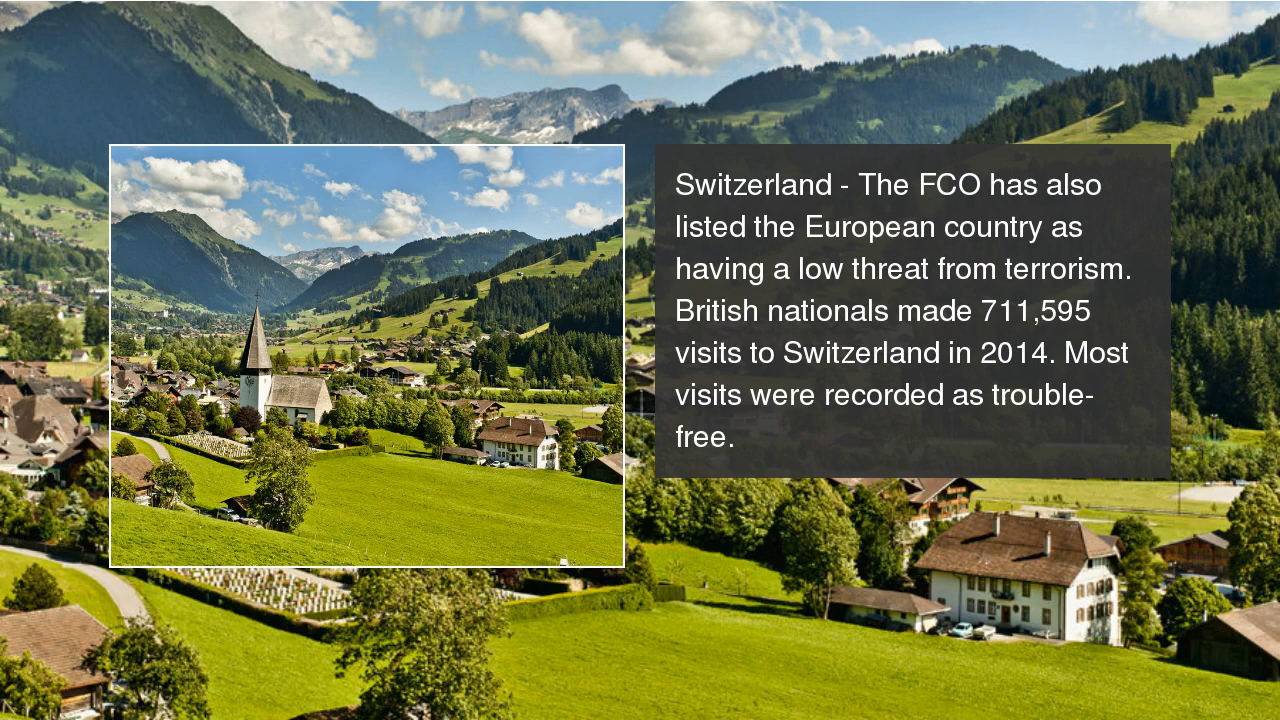 Switzerland - The FCO has also
listed the European country as
having a low threat from terrorism.
British nationals made 711,595
visits to Switzerland in 2014. Most
visits were recorded as trouble-
free.